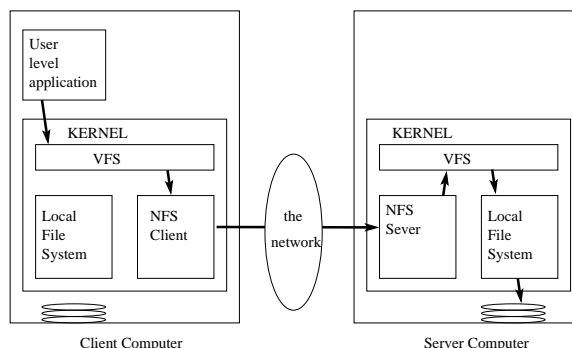 User
level
application
KERNEL
VFS
Local
File
System
NFS
Client
the
network
KERNEL
VFS
NFS
Sever
Local
File
System
Client Computer
Server Computer